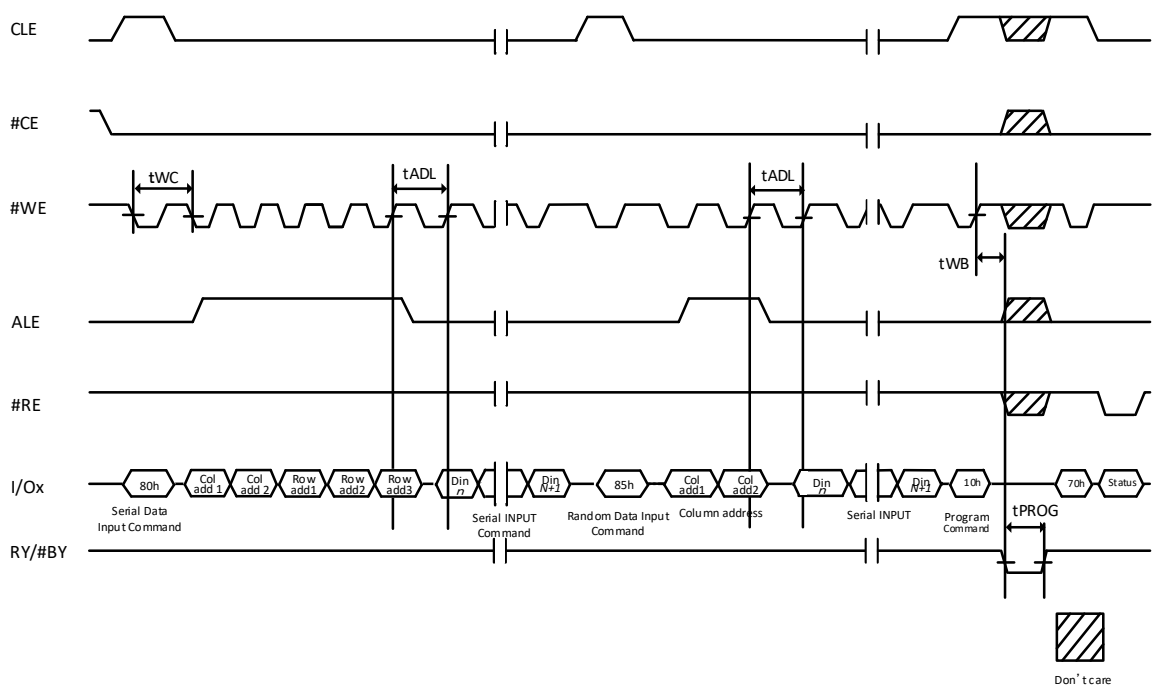 CLE
#CE
tWC
tADL
tADL
#WE
tWB
ALE
#RE
I/Ox
80h
Col
add 1
Col
add 2
Row
add1
Row
add2
Row
add3
Din
n
Din
N+1
85h
Col
add1
Col
add2
Din
n
Din
N+1
10h
70h
Status
Serial Data
Input Command
Serial INPUT
Command
Random Data Input
Command
Column address
Serial INPUT
Program
Command
tPROG
RY/#BY
Don't care